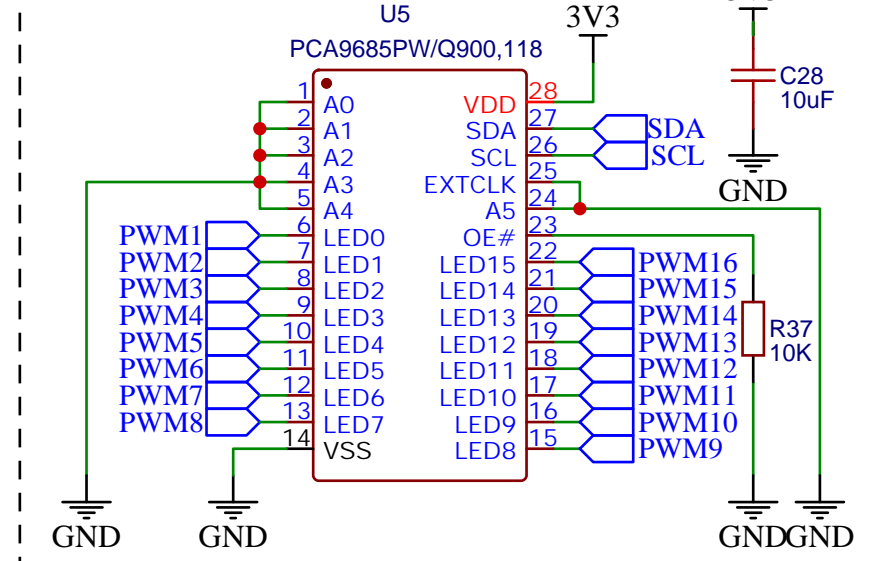 U5
3V3
PCA9685PW/Q900,118
C28
10uF
GND
1 A0 VDD 28
2 A1 SDA 27 SDA
3 A2 SCL 26 SCL
4 A3 EXTCLK 25
5 A4 A5 24
PWM1 6 LED0 OE# 23
PWM2 7 LED1 LED15 22 PWM16
PWM3 8 LED2 LED14 21 PWM15
PWM4 9 LED3 LED13 20 PWM14
PWM5 10 LED4 LED12 19 PWM13
PWM6 11 LED5 LED11 18 PWM12
PWM7 12 LED6 LED10 17 PWM11
PWM8 13 LED7 LED9 16 PWM10
14 VSS LED8 15 PWM9
R37
10K
GND GND GND GND